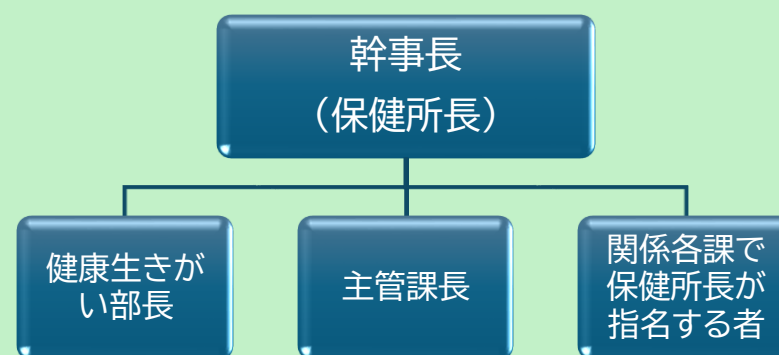 幹事長
（保健所長）
健康生きが
い部長
主管課長
関係各課で
保健所長が
指名する者